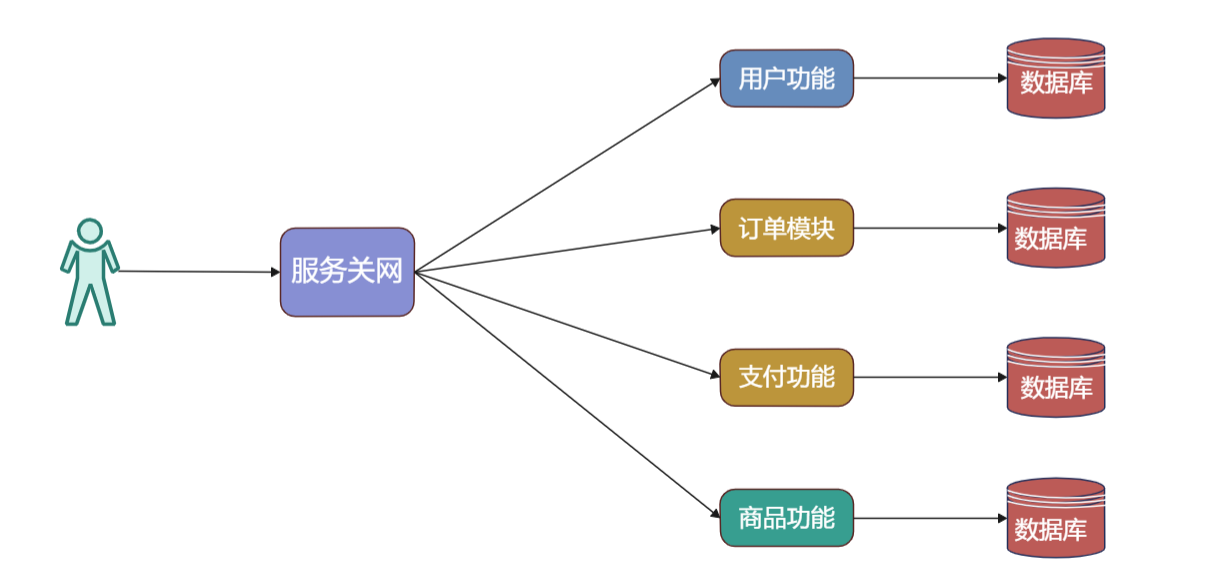 用户功能
数据库
服务关网
订单模块
数据库
支付功能
数据库
商品功能
数据库